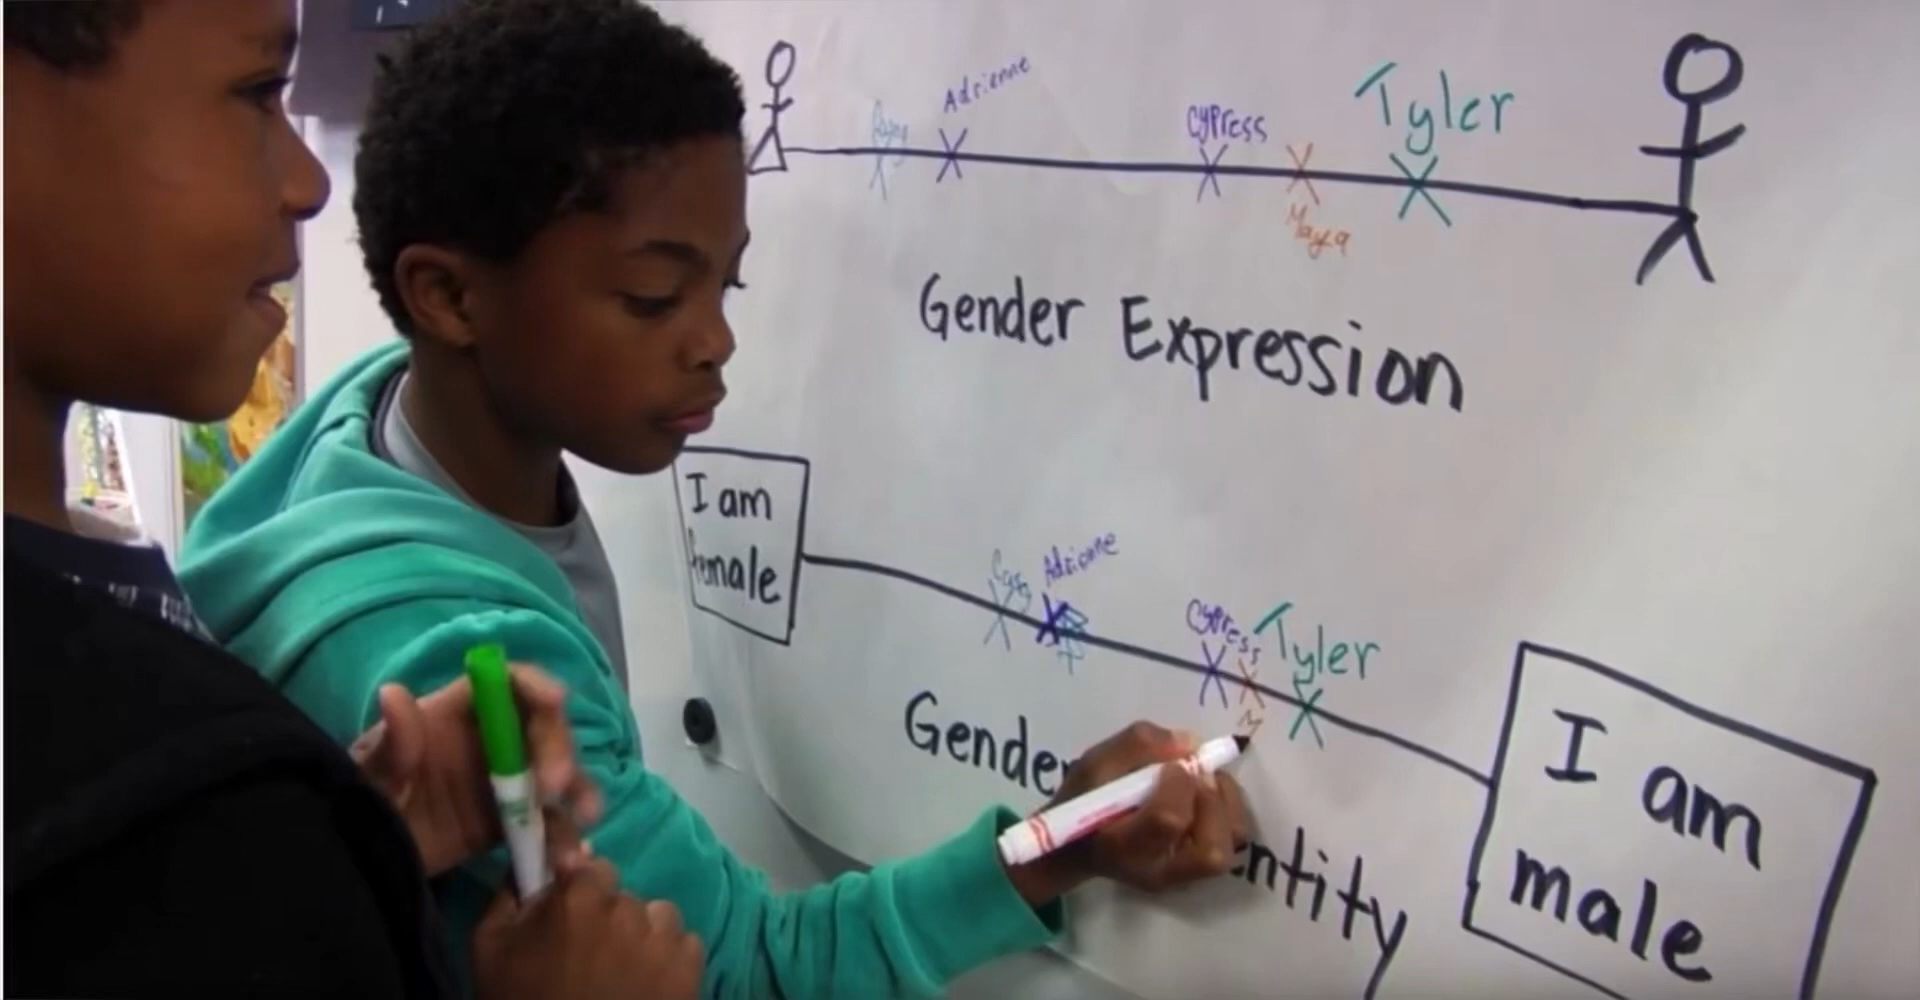 Adrienne
Cypress
Tyler
Maya
Gender Expression
I am
female
Adrienne
Cypress
Tyler
M
Gender entity
I am
male